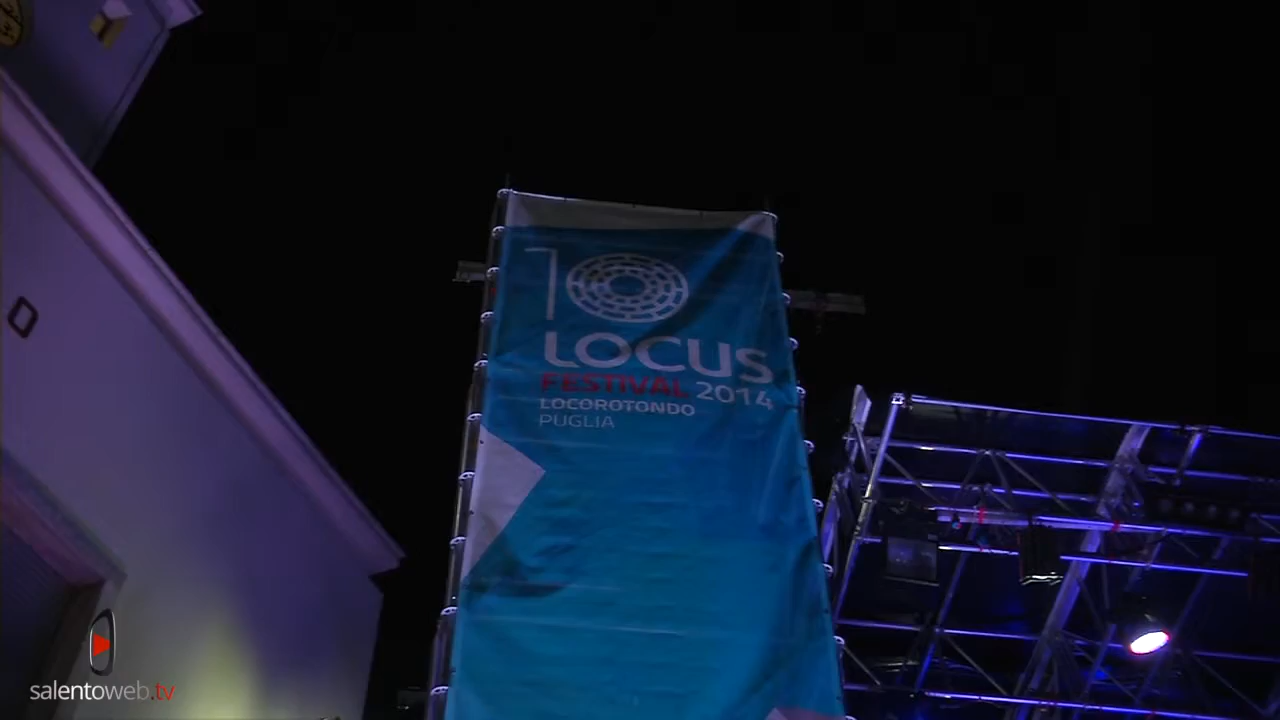 10
LOCUS
FESTIVAL 2014
LOCOROTONDO
PUGLIA
salentoweb.tv